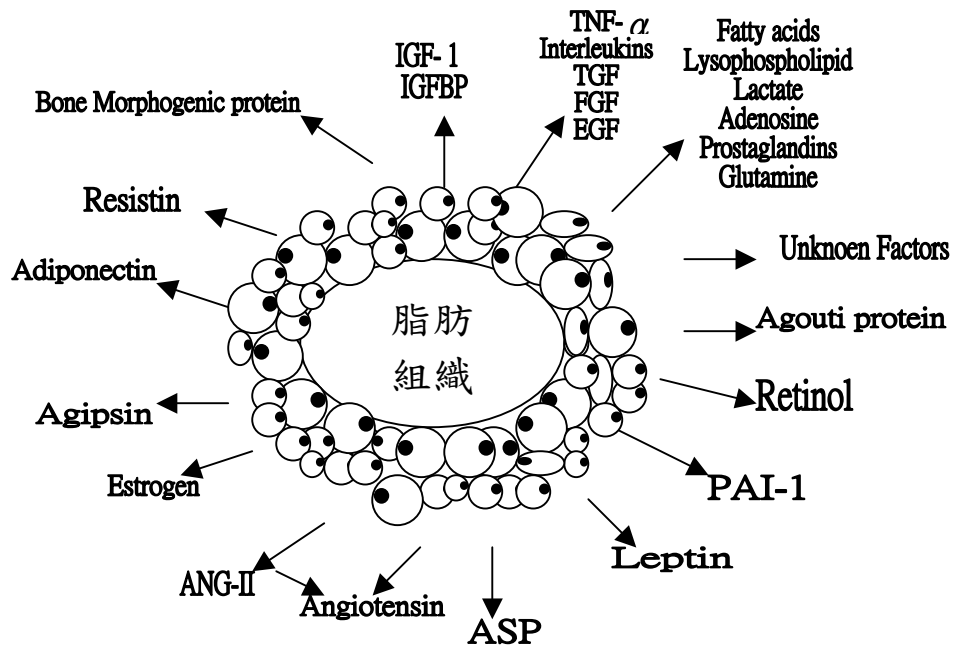 TNF- α
Interleukins
TGF
FGF
EGF
Fatty acids
Lysophospholipid
Lactate
Adenosine
Prostaglandins
Glutamine
IGF- 1
IGFBP
Bone Morphogenic protein
Resistin
Adiponectin
Unknoen Factors
Agouti protein
脂肪
組織
Retinol
Agipsin
Estrogen
PAI-1
Leptin
ANG-II
Angiotensin
ASP